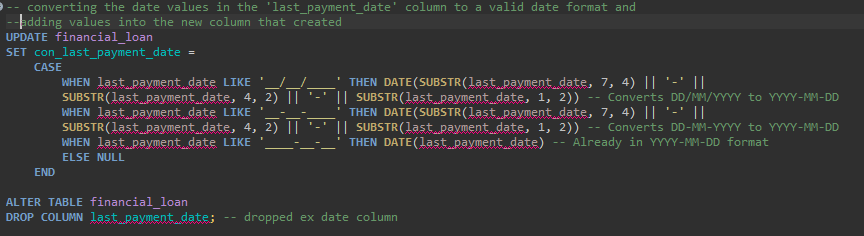 -- converting the date values in the 'last_payment_date' column to a valid date format and
--adding values into the new column that created
UPDATE financial_loan
SET con_last_payment_date =
    CASE
        WHEN last_payment_date LIKE '__/__/____' THEN DATE(SUBSTR(last_payment_date, 7, 4) || '-' ||
        SUBSTR(last_payment_date, 4, 2) || '-' || SUBSTR(last_payment_date, 1, 2)) -- Converts DD/MM/YYYY to YYYY-MM-DD
        WHEN last_payment_date LIKE '__-__-____' THEN DATE(SUBSTR(last_payment_date, 7, 4) || '-' ||
        SUBSTR(last_payment_date, 4, 2) || '-' || SUBSTR(last_payment_date, 1, 2)) -- Converts DD-MM-YYYY to YYYY-MM-DD
        WHEN last_payment_date LIKE '____-__-__' THEN DATE(last_payment_date) -- Already in YYYY-MM-DD format
        ELSE NULL
    END
ALTER TABLE financial_loan
DROP COLUMN last_payment_date; -- dropped ex date column